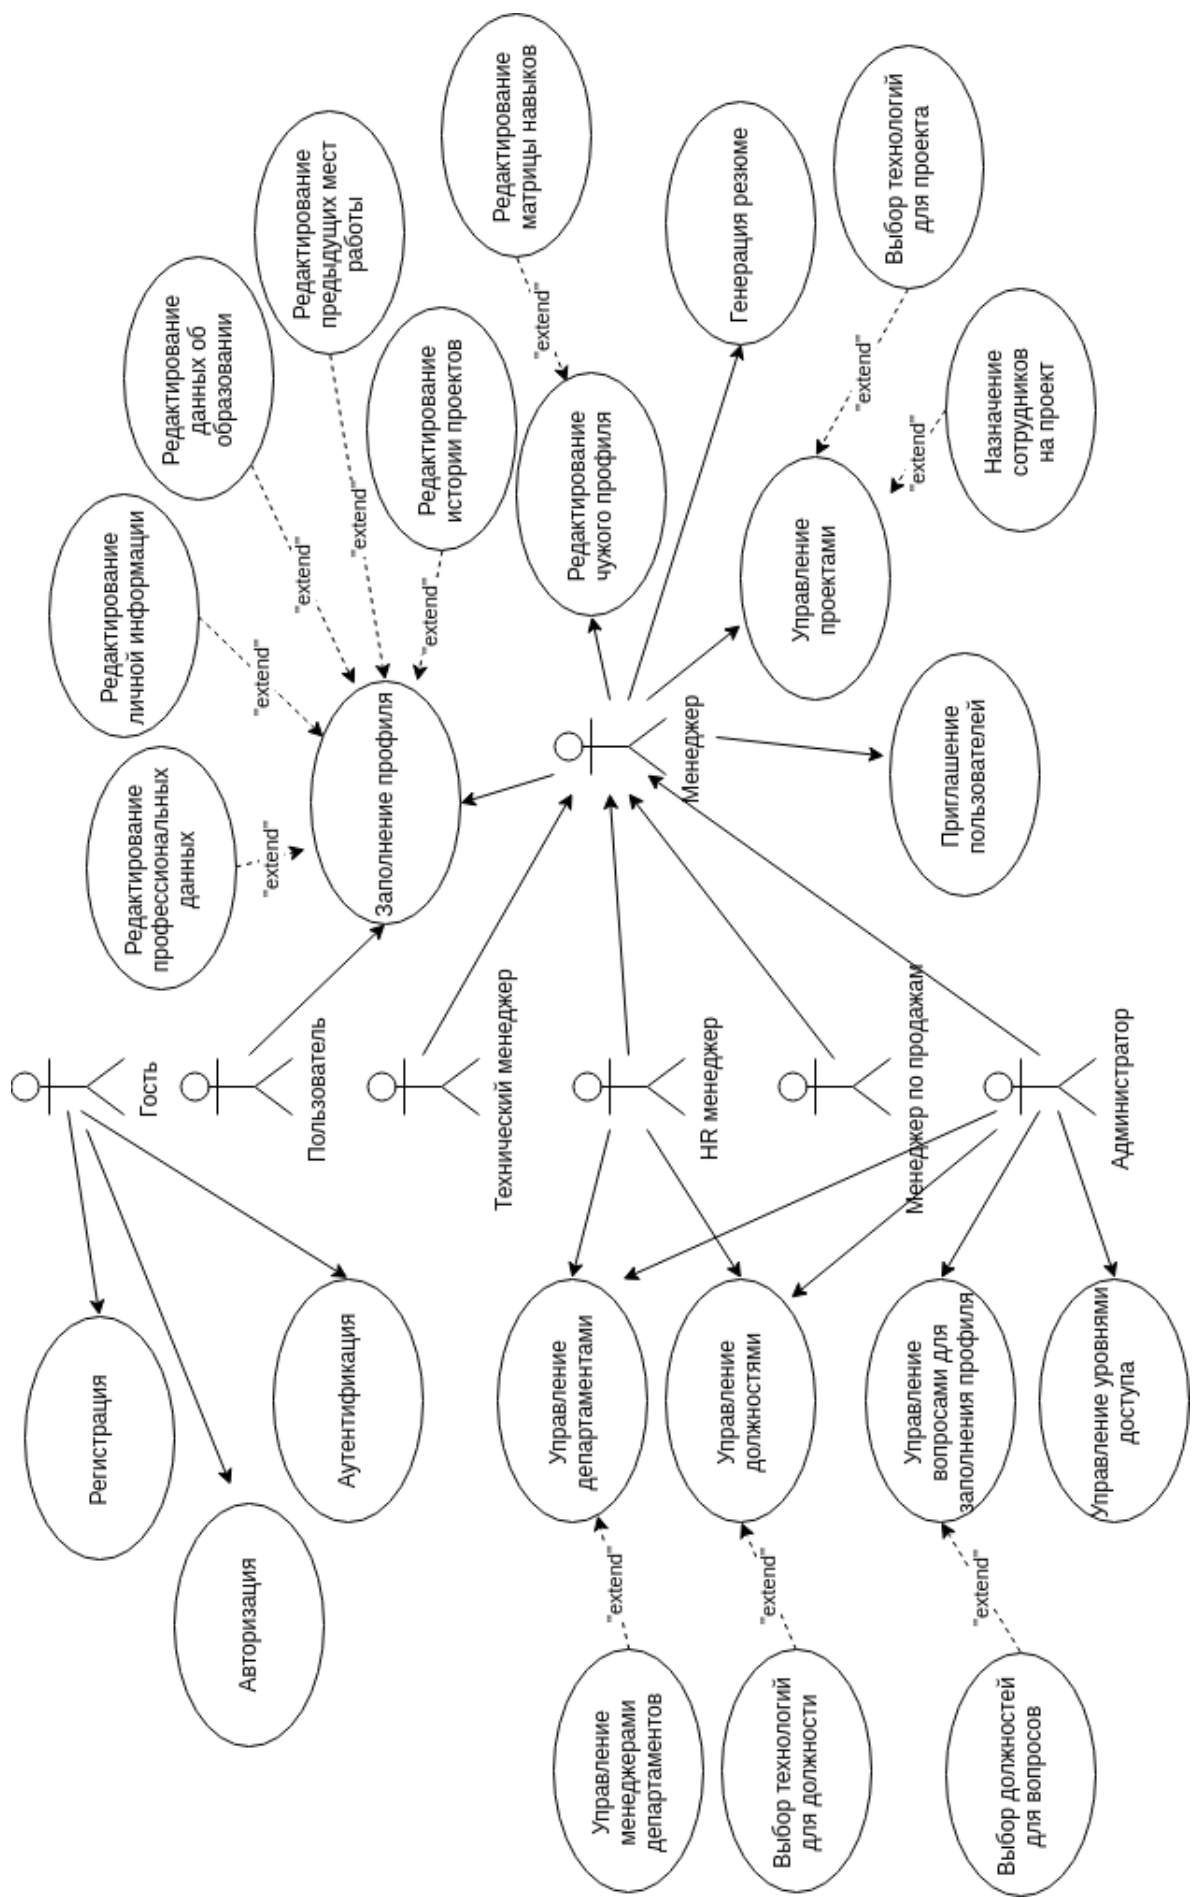 Регистрация
Гость
Редактирование
личной информации
Редактирование
профессиональных
данных
Редактирование
данных об
образовании
Авторизация
"extend"
"extend"
"extend"
Редактирование
предыдущих мест
работы
Аутентификация
Пользователь
Заполнение профиля
"extend"
"extend"
Редактирование
истории проектов
Технический менеджер
Редактирование
матрицы навыков
"extend"
Управление
департаментами
Редактирование
чужого профиля
Управление
менеджерами
департаментов
"extend"
HR менеджер
Менеджер
Генерация резюме
Управление
должностями
Выбор технологий
для должности
"extend"
Управление
проектами
"extend"
Выбор технологий
для проекта
"extend"
Менеджер по продажам
Управление
вопросами для
заполнения профиля
Приглашение
пользователей
Назначение
сотрудников
на проект
"extend"
Выбор должностей
для вопросов
Управление уровнями
доступа
Администратор